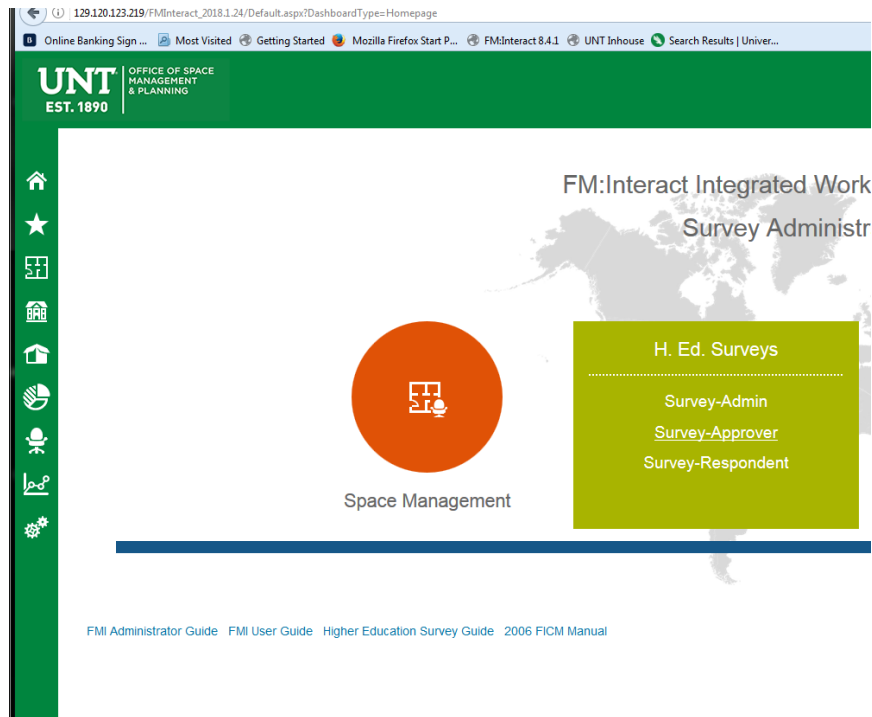 129.120.123.219/FMInteract_2018.1.24/Default.aspx?DashboardType=Homepage
Online Banking Sign ... Most Visited Getting Started Mozilla Firefox Start P... FM:Interact 8.4.1 UNT Inhouse Search Results | Univer...
UNT
EST. 1890
OFFICE OF SPACE
MANAGEMENT
& PLANNING
FM:Interact Integrated Work
Survey Administr
H. Ed. Surveys
Survey-Admin
Survey-Approver
Survey-Respondent
Space Management
FMI Administrator Guide FMI User Guide Higher Education Survey Guide 2006 FICM Manual